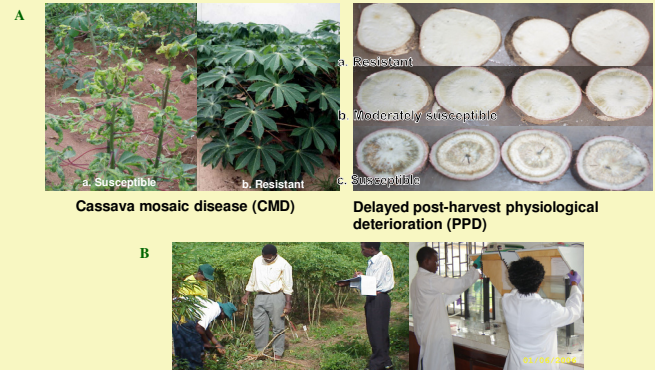 A
a. Susceptible
b. Resistant
a. Resistant
b. Moderately susceptible
c. Susceptible
Cassava mosaic disease (CMD)
Delayed post-harvest physiological
deterioration (PPD)
B